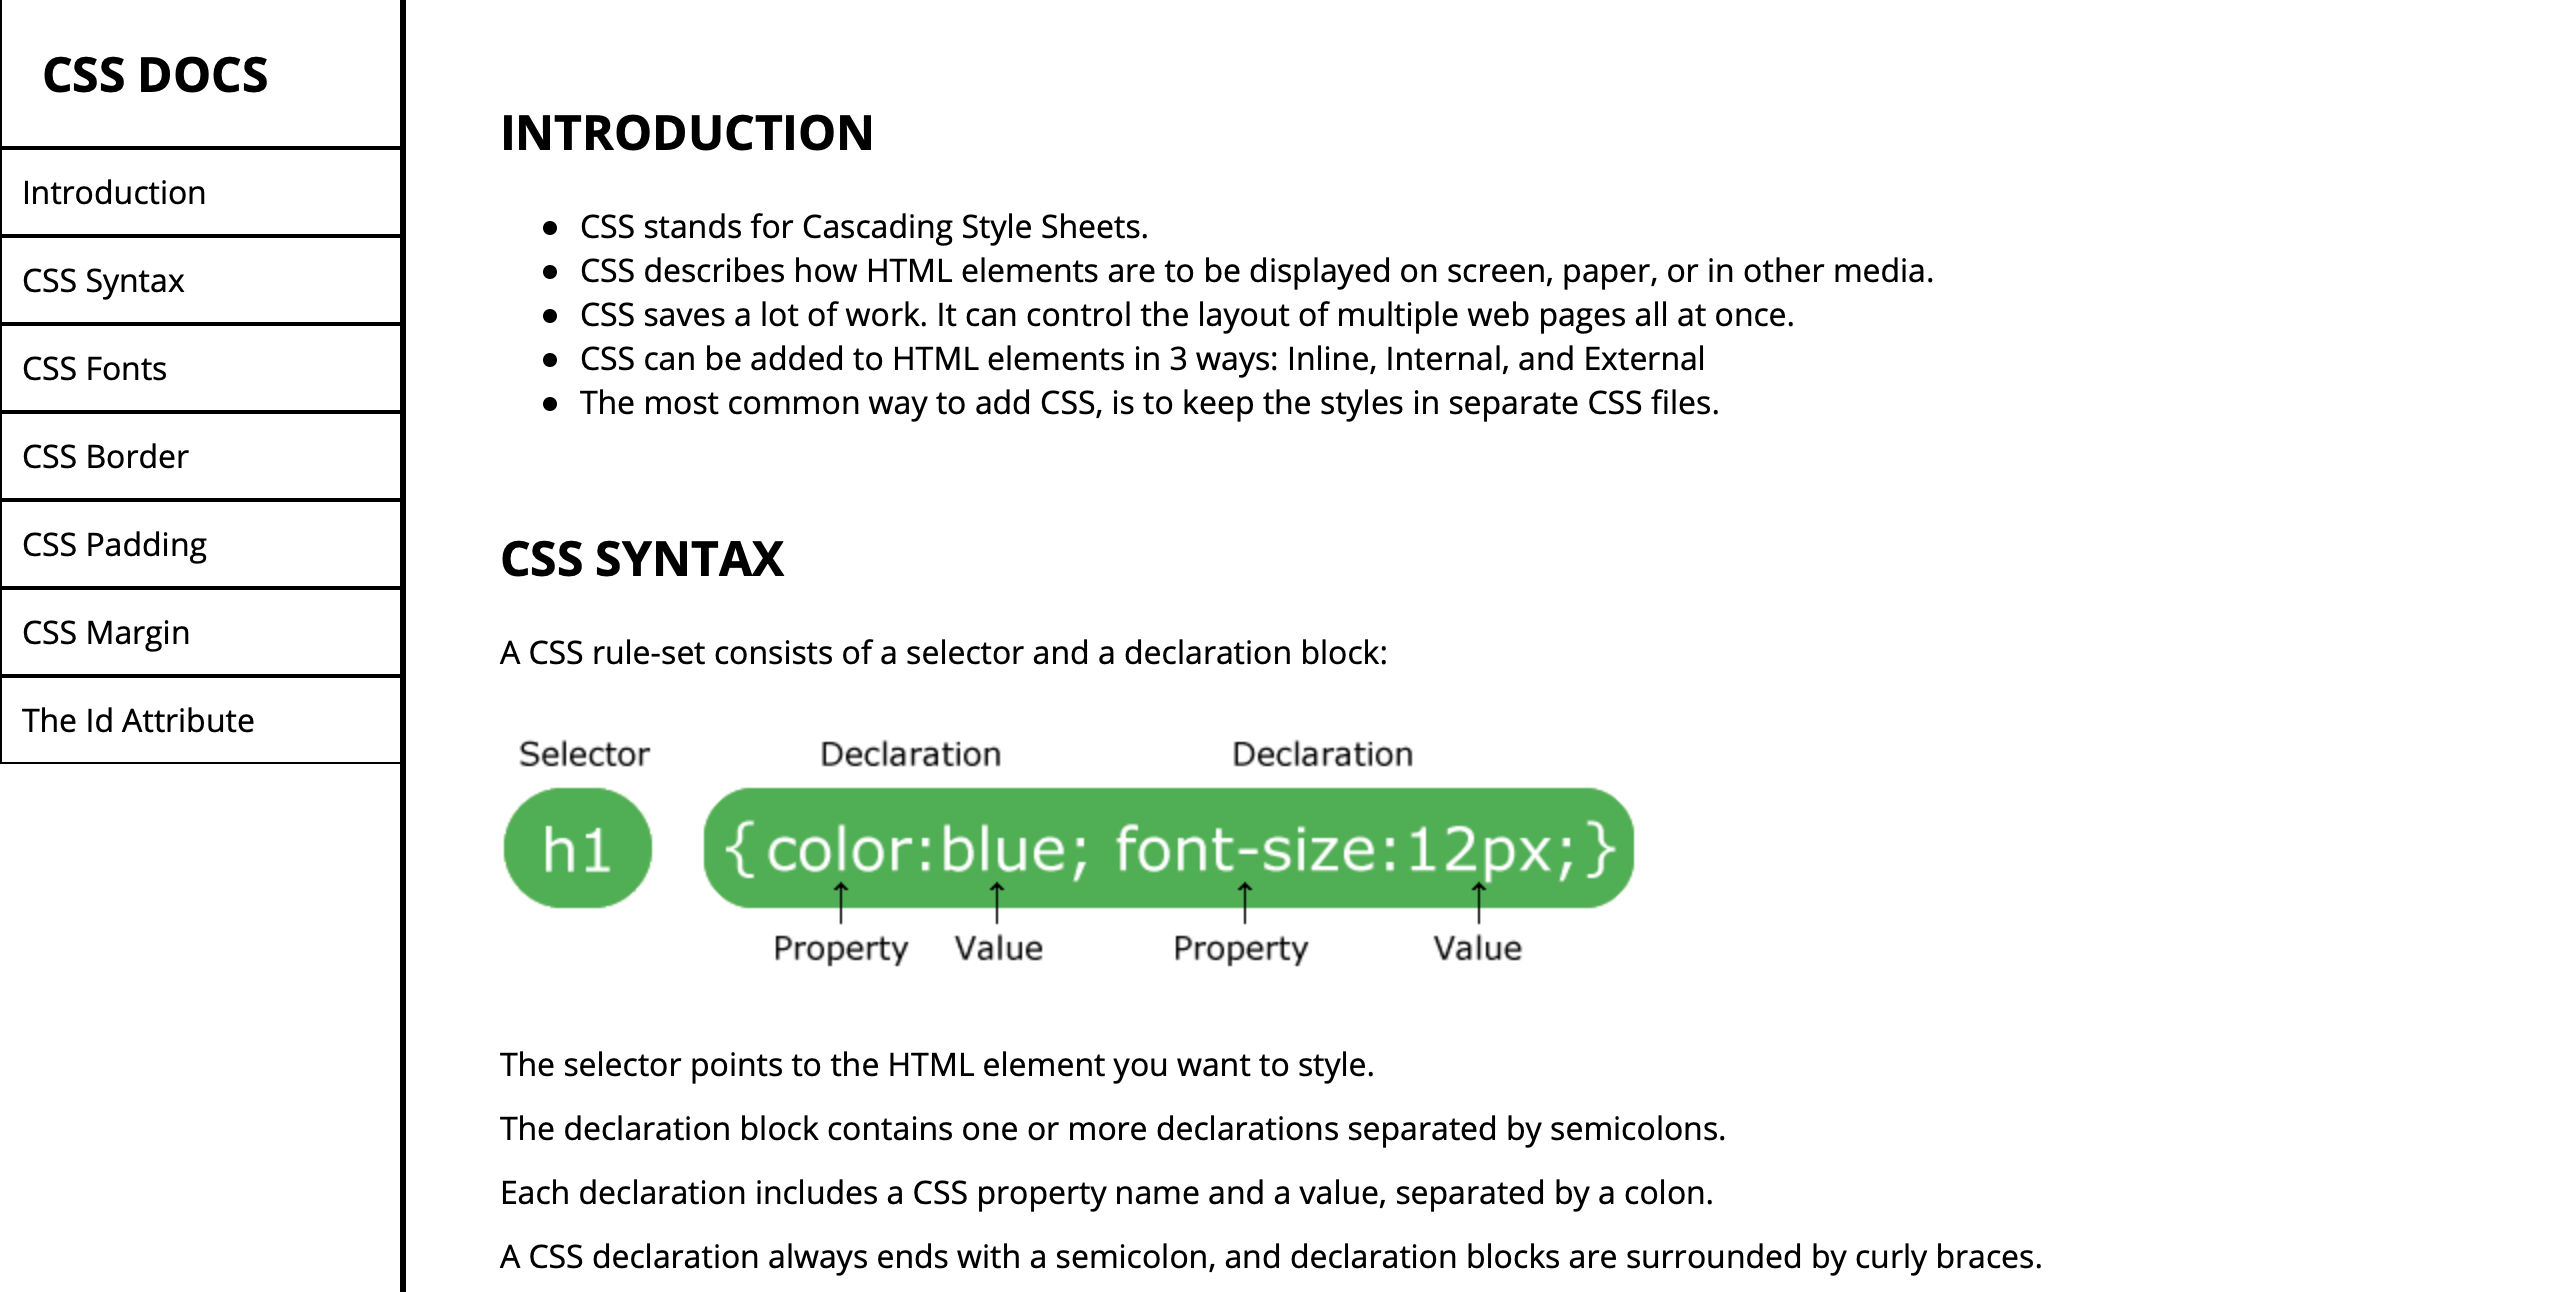 CSS DOCS
Introduction
CSS Syntax
CSS Fonts
CSS Border
CSS Padding
CSS Margin
The Id Attribute
INTRODUCTION
CSS stands for Cascading Style Sheets.
CSS describes how HTML elements are to be displayed on screen, paper, or in other media.
CSS saves a lot of work. It can control the layout of multiple web pages all at once.
CSS can be added to HTML elements in 3 ways: Inline, Internal, and External
The most common way to add CSS, is to keep the styles in separate CSS files.
CSS SYNTAX
A CSS rule-set consists of a selector and a declaration block:
Selector Declaration Declaration
h1 {color:blue; font-size:12px;}
Property Value Property Value
The selector points to the HTML element you want to style.
The declaration block contains one or more declarations separated by semicolons.
Each declaration includes a CSS property name and a value, separated by a colon.
A CSS declaration always ends with a semicolon, and declaration blocks are surrounded by curly braces.